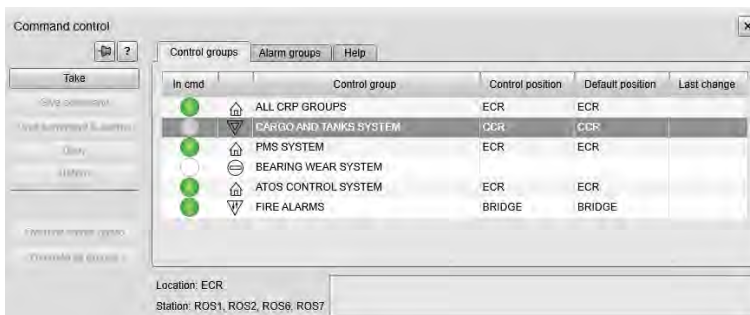 Command control
?
Control groups Alarm groups Help
Take
In cmd Control group Control position Default position Last change
ALL CRP GROUPS ECR ECR
CARGO AND TANKS SYSTEM CCR CCR
PMS SYSTEM ECR ECR
BEARING WEAR SYSTEM
ATOS CONTROL SYSTEM ECR ECR
FIRE ALARMS BRIDGE BRIDGE
Location: ECR
Station: ROS1, ROS2, ROS6, ROS7